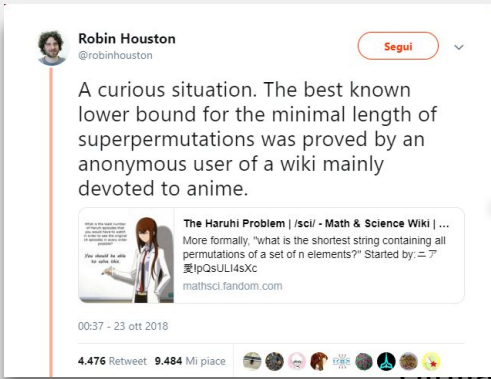 Robin Houston
@robinhouston
Segui
A curious situation. The best known
lower bound for the minimal length of
superpermutations was proved by an
anonymous user of a wiki mainly
devoted to anime.
You should be able
to solve this.
The Haruhi Problem | /sci/ - Math & Science Wiki | ...
More formally, "what is the shortest string containing all
permutations of a set of n elements?" Started by: ニア
愛!pQsULI4sXc
mathsci.fandom.com
00:37 - 23 ott 2018
4.476 Retweet 9.484 Mi piace